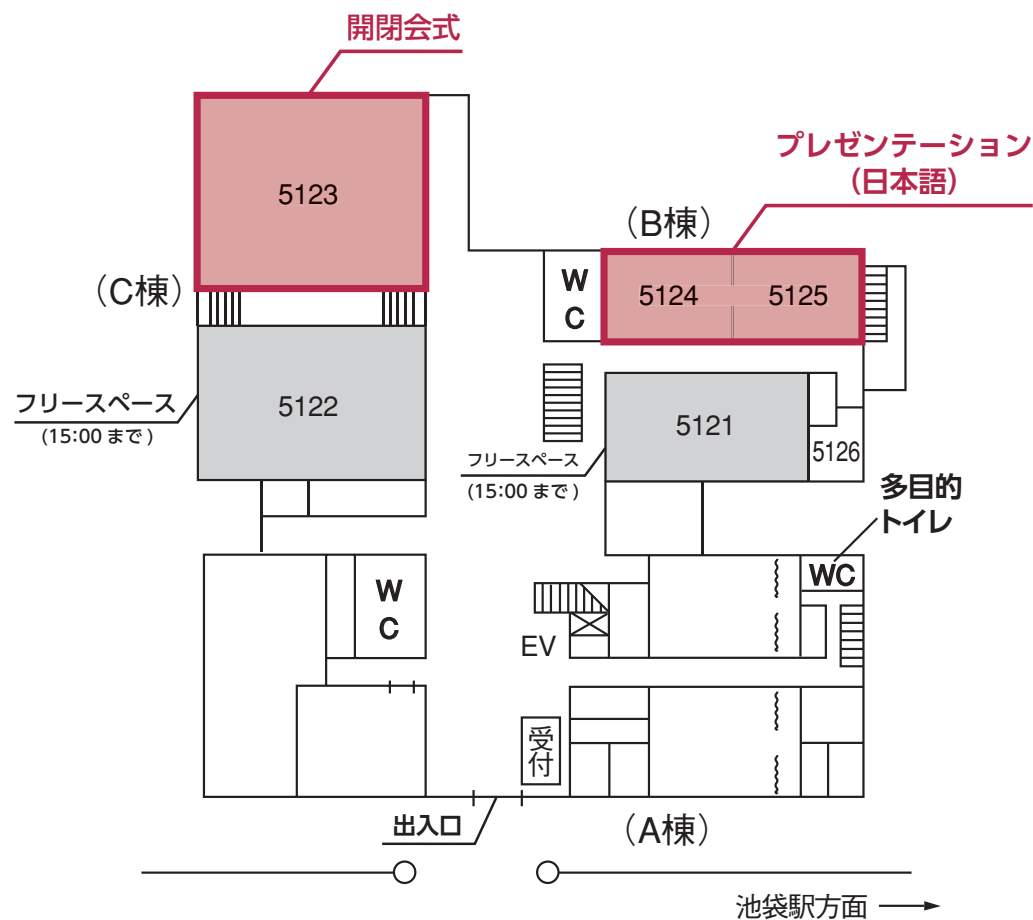 開閉会式
プレゼンテーション
(日本語)
5123
(B棟)
(C棟)
W
C
5124
5125
フリースペース
(15:00 まで)
5122
5121
フリースペース
(15:00 まで)
5126
多目的
トイレ
W
C
WC
EV
受付
出入口
(A棟)
池袋駅方面